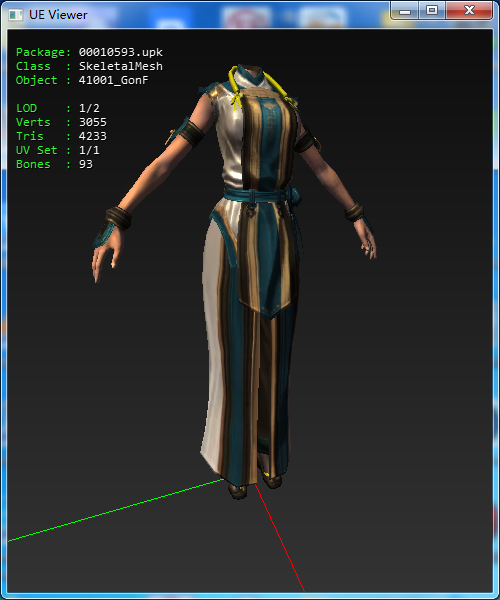 UE Viewer
Package: 00010593.upk
Class : SkeletalMesh
Object : 41001_GonF
LOD : 1/2
Verts : 3055
Tris : 4233
UV Set : 1/1
Bones : 93